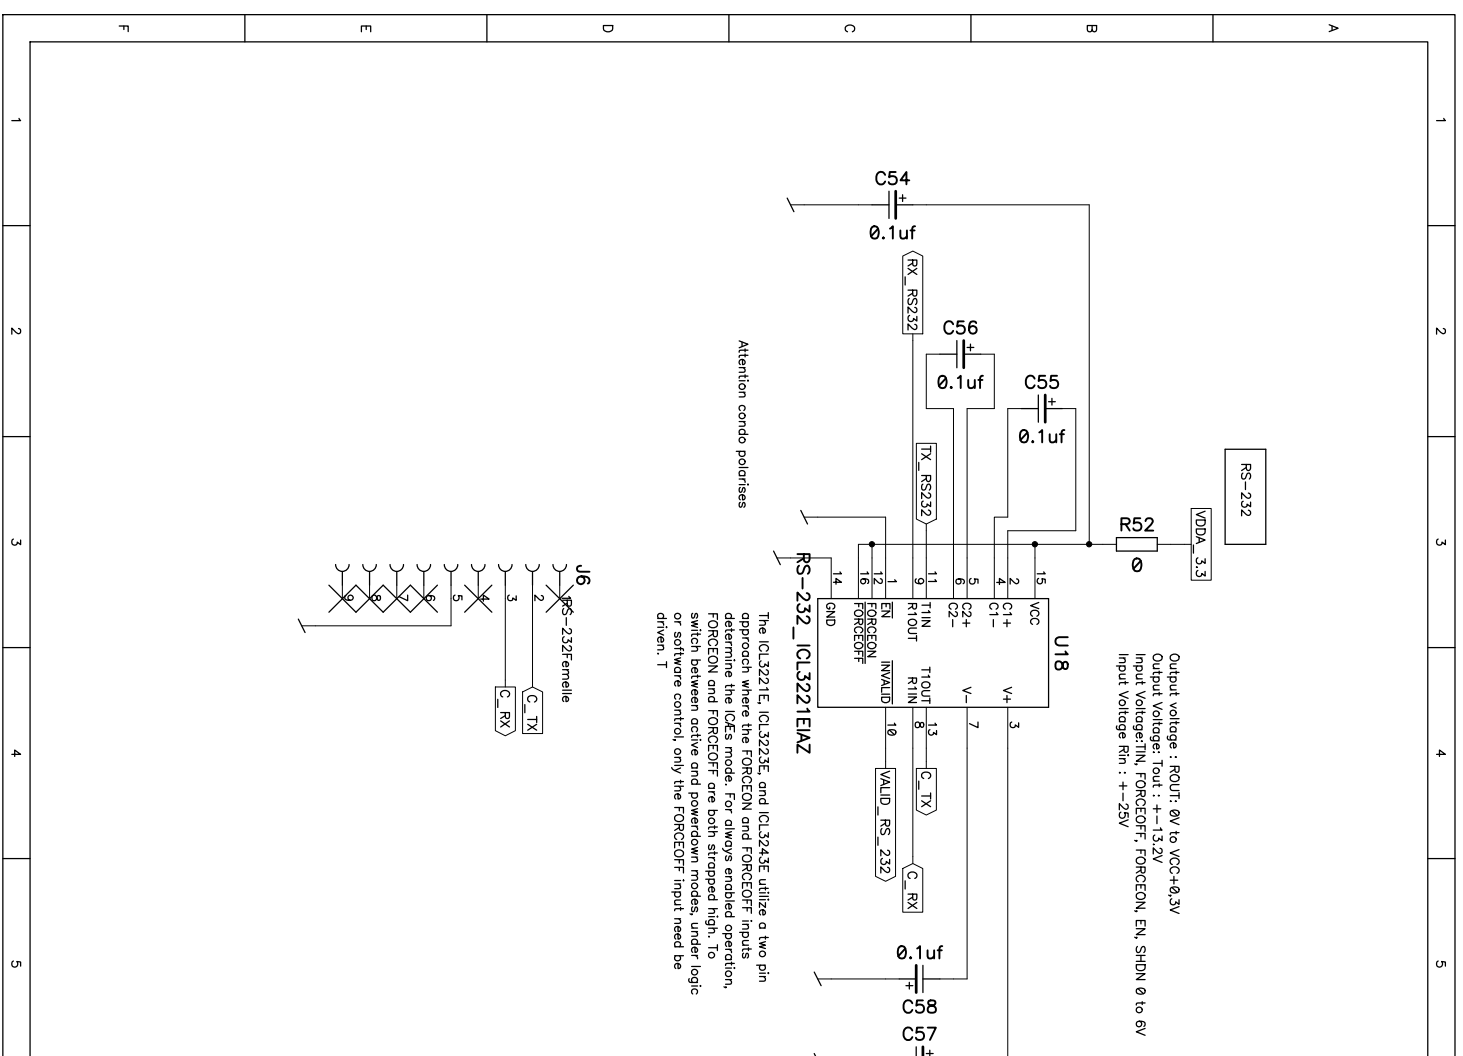 F E D C B A
1 1
2 2
3 3
4 4
5 5
RS-232
VDDA_3.3
R52
0
C54
+
0.1uf
RX_RS232
C56
+
0.1uf
C55
+
0.1uf
TX_RS232
Attention condo polarises
U18
RS-232_ICL3221EIAZ
15 VCC
2 C1+
4 C1-
5 C2+
6 C2-
11 T1IN
9 R1OUT
1 EN
12 FORCEON
16 FORCEOFF
14 GND
V+ 3
V- 7
T1OUT 13
R1IN 8
INVALID 10
C_TX
C_RX
VALID_RS_232
Output voltage : ROUT: 0V to VCC+0,3V
Output Voltage: Tout : +-13.2V
Input Voltage:TIN, FORCEOFF, FORCEON, EN, SHDN 0 to 6V
Input Voltage Rin : +-25V
0.1uf
+
C58
C57
+
The ICL3221E, ICL3223E, and ICL3243E utilize a two pin
approach where the FORCEON and FORCEOFF inputs
determine the ICÆs mode. For always enabled operation,
FORCEON and FORCEOFF are both strapped high. To
switch between active and powerdown modes, under logic
or software control, only the FORCEOFF input need be
driven. T
J6
RS-232Femelle
1
2
3
4
5
6
7
8
9
C_TX
C_RX